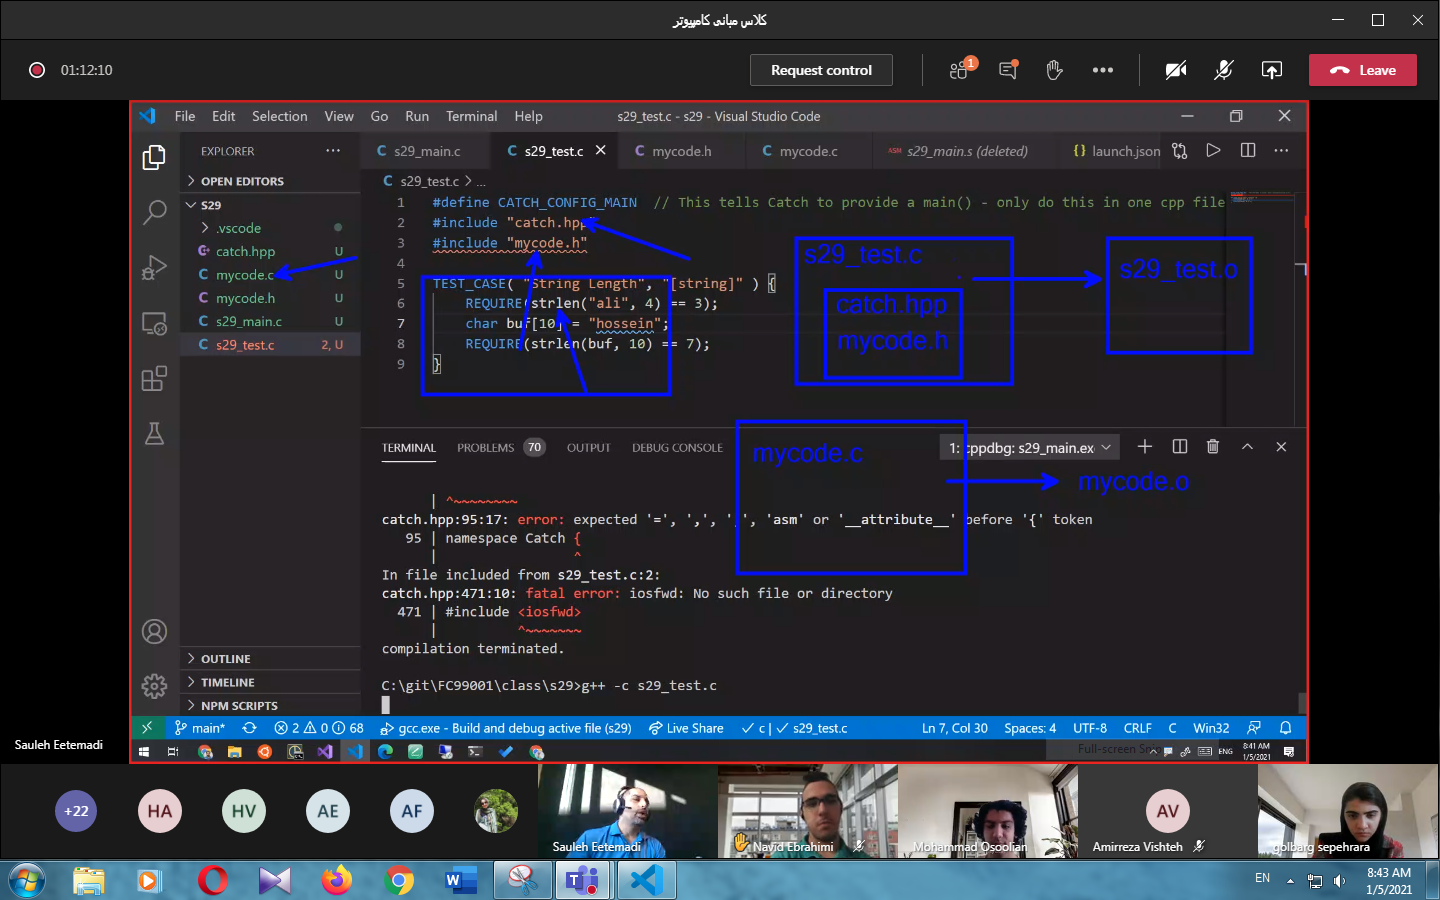 کلاس مبانی کامپیوتر
01:12:10
Request control
1
Leave
File Edit Selection View Go Run Terminal Help
s29_test.c - s29 - Visual Studio Code
EXPLORER
s29_main.c
s29_test.c
mycode.h
mycode.c
ASM s29_main.s (deleted)
launch.json
OPEN EDITORS
S29
.vscode
catch.hpp U
mycode.c U
mycode.h U
s29_main.c U
s29_test.c 2, U
s29_test.c > ...
1 #define CATCH_CONFIG_MAIN // This tells Catch to provide a main() - only do this in one cpp file
2 #include "catch.hpp"
3 #include "mycode.h"
4
5 TEST_CASE( "String Length", "[string]" ) {
6 REQUIRE(strlen("ali", 4) == 3);
7 char buf[10] = "hossein";
8 REQUIRE(strlen(buf, 10) == 7);
9 }
s29_test.c
catch.hpp
mycode.h
s29_test.o
mycode.c
mycode.o
TERMINAL PROBLEMS 70 OUTPUT DEBUG CONSOLE
1: cppdbg: s29_main.exe
| ^~~~~~~~~
catch.hpp:95:17: error: expected '=', ',', ';', 'asm' or '__attribute__' before '{' token
95 | namespace Catch {
| ^
In file included from s29_test.c:2:
catch.hpp:471:10: fatal error: iosfwd: No such file or directory
471 | #include <iosfwd>
| ^~~~~~~~
compilation terminated.
C:\git\FC99001\class\s29>g++ -c s29_test.c
OUTLINE
TIMELINE
NPM SCRIPTS
main* 2 0 68 gcc.exe - Build and debug active file (s29) Live Share c | s29_test.c Ln 7, Col 30 Spaces: 4 UTF-8 CRLF C Win32
Full-screen Snip
ENG 8:41 AM
1/5/2021
Sauleh Eetemadi
+22 HA HV AE AF
Sauleh Eetemadi
Navid Ebrahimi
Mohammad Osoolian
AV
Amirreza Vishteh
golbarg sepehrara
EN 8:43 AM
1/5/2021